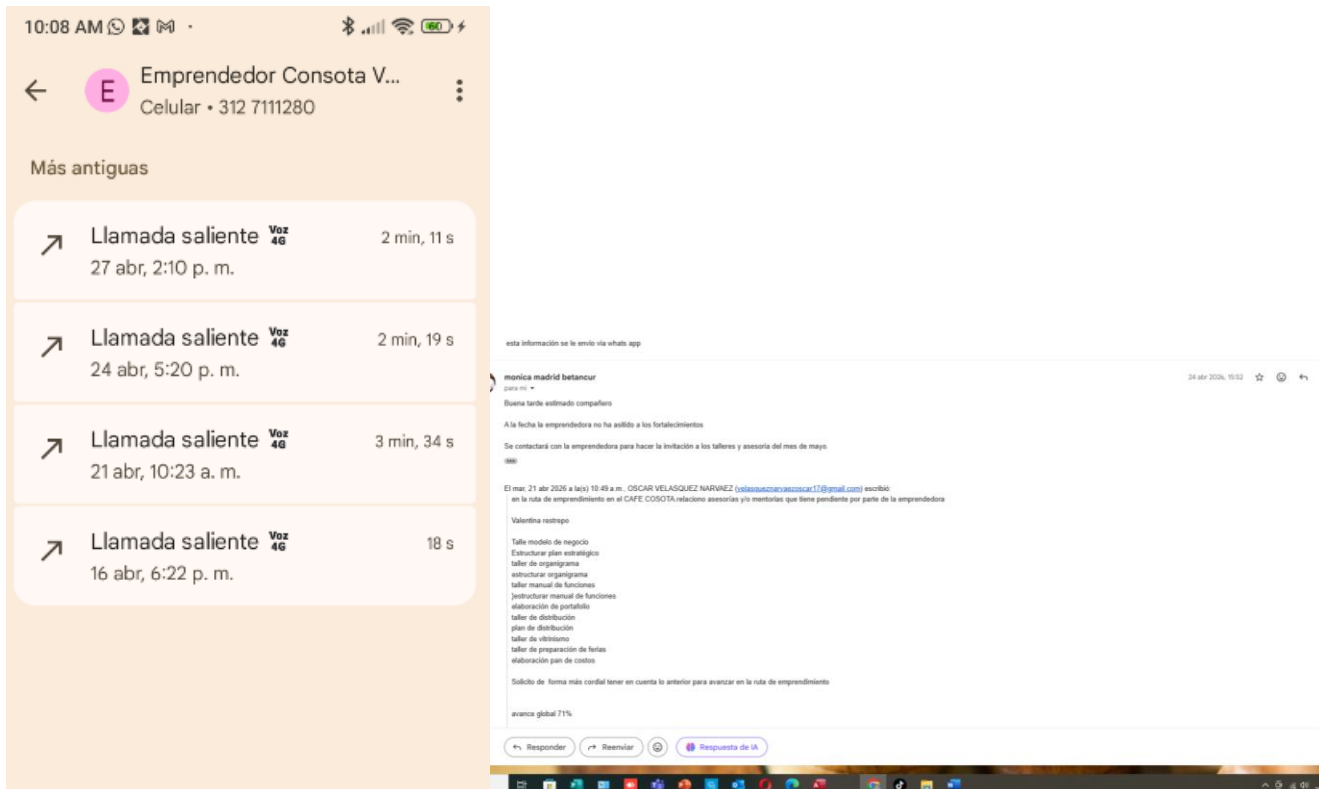 10:08 AM
60
Emprendedor Consota V...
E
Celular • 312 7111280
Más antiguas
Llamada saliente Voz 4G 2 min, 11 s
27 abr, 2:10 p. m.
Llamada saliente Voz 4G 2 min, 19 s
24 abr, 5:20 p. m.
Llamada saliente Voz 4G 3 min, 34 s
21 abr, 10:23 a. m.
Llamada saliente Voz 4G 18 s
16 abr, 6:22 p. m.
esta información se le envio via whats app
monica madrid betancur 24 abr 2026, 15:52
para mi
Buena tarde estimado compañero
A la fecha la emprendedora no ha asitido a los fortalecimientos
Se contactará con la emprendedora para hacer la invitación a los talleres y asesoria del mes de mayo.
El mar, 21 abr 2026 a la(s) 10:49 a.m., OSCAR VELASQUEZ NARVAEZ (velasqueznarvaezoscar17@gmail.com) escribió:
en la ruta de emprendimiento en el CAFE COSOTA relaciono asesorías y/o mentorias que tiene pendiente por parte de la emprendedora
Valentina restrepo
Talle modelo de negocio
Estructurar plan estratégico
taller de organigrama
estructurar organigrama
taller manual de funciones
}estructurar manual de funciones
elaboración de portafolio
taller de distribución
plan de distribución
taller de vitrinismo
taller de preparación de ferias
elaboración pan de costos
Solicito de forma más cordial tener en cuenta lo anterior para avanzar en la ruta de emprendimiento
avance global 71%
Responder Reenviar Respuesta de IA